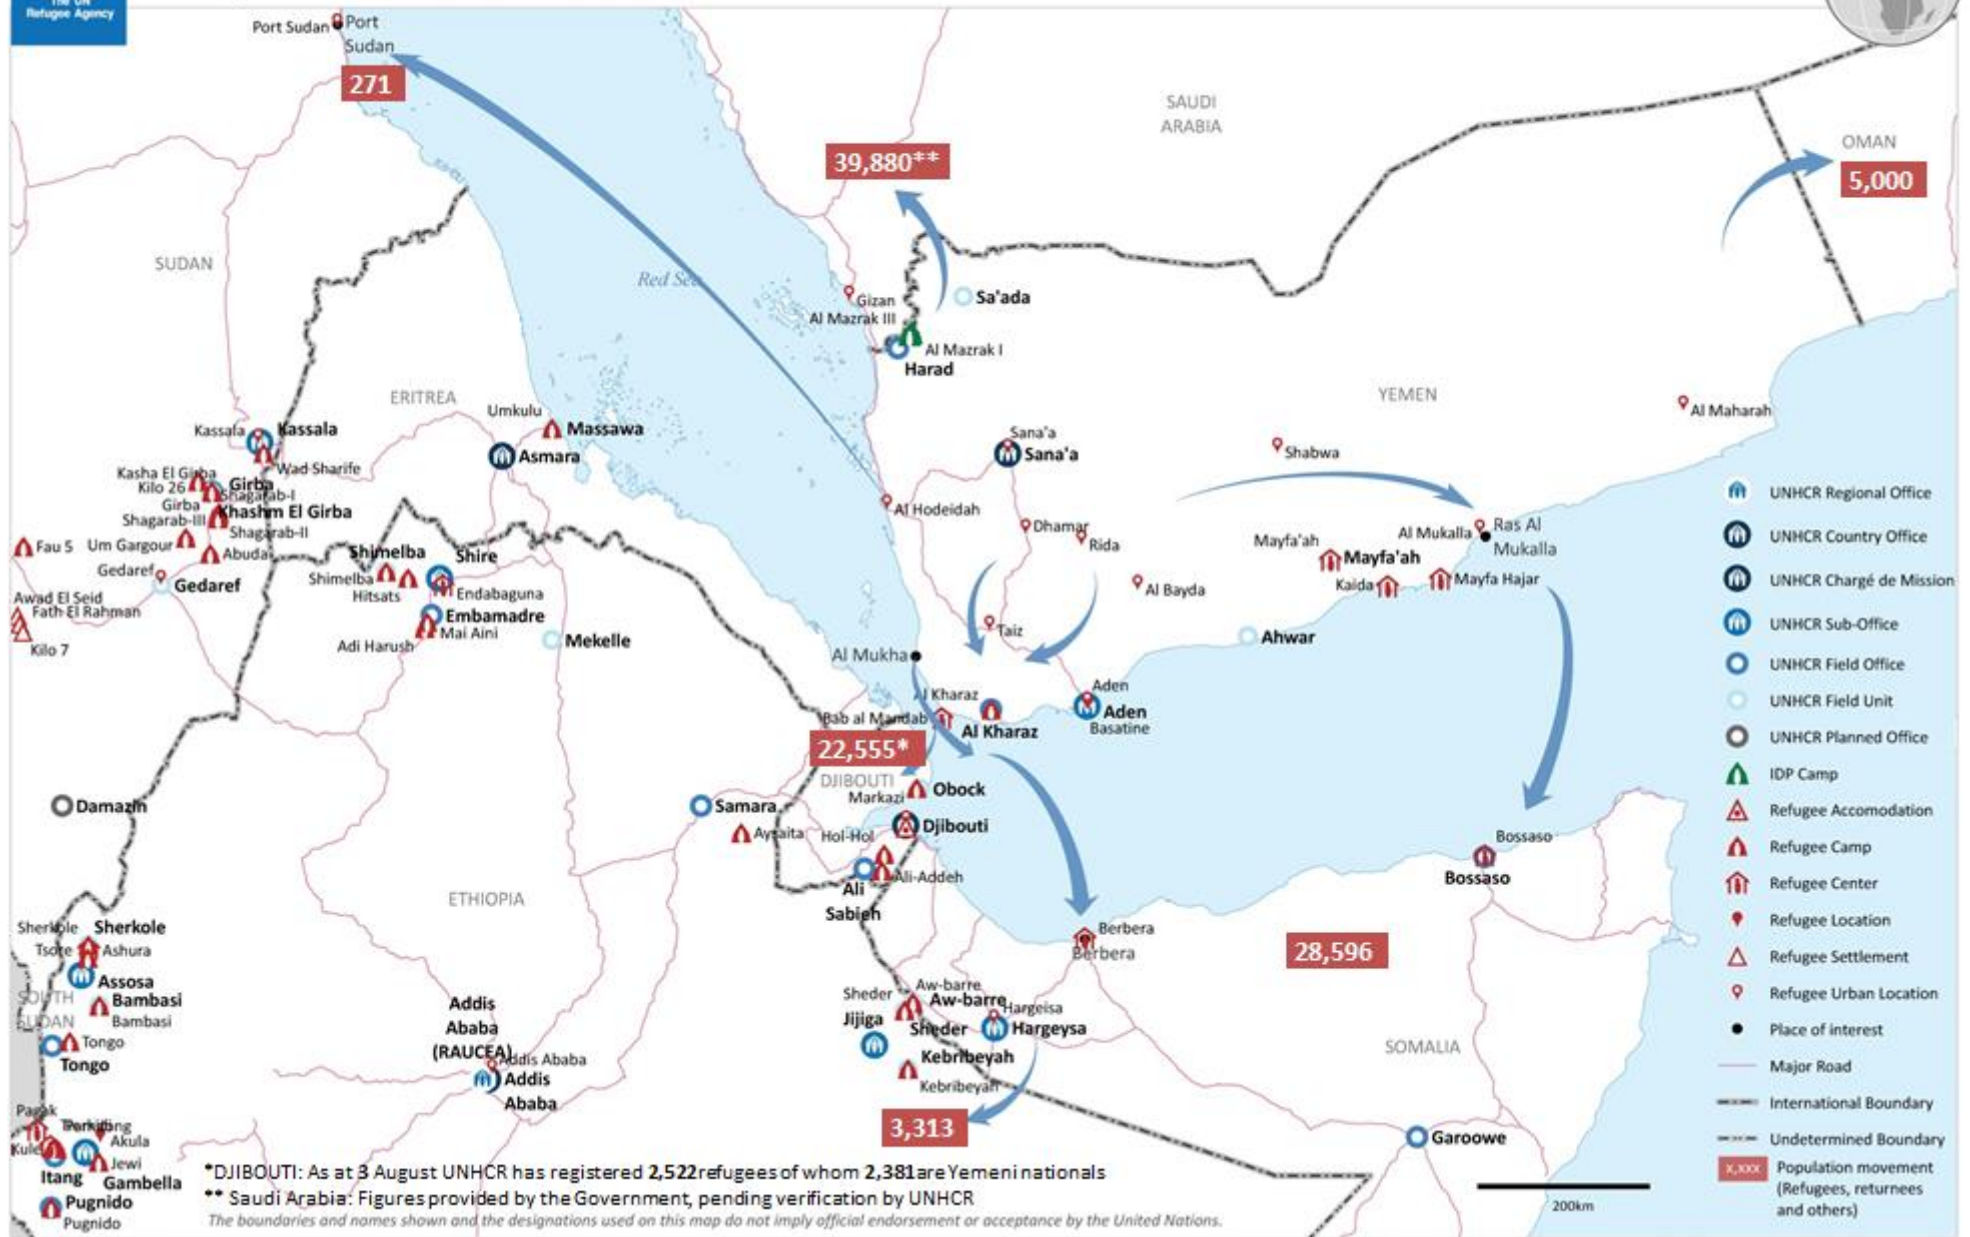 The UN
Refugee Agency
Port Sudan
Port
Sudan
271
SAUDI
ARABIA
39,880**
OMAN
5,000
SUDAN
Red Sea
Gizan
Al Mazrak III
Sa'ada
Al Mazrak I
Harad
ERITREA
YEMEN
Umkulu
Massawa
Al Maharah
Kassala
Kassala
Asmara
Sana'a
Sana'a
Shabwa
Wad Sharife
Kasha El Girba
Kilo 26
Girba
Shagarab-I
Girba
Khashm El Girba
Shagarab-III
Shagarab-II
Fau 5
Um Gargour
Abuda
Al Hodeidah
Dhamar
Rida
Al Mukalla
Ras Al
Mukalla
Mayfa'ah
Mayfa'ah
Kaida
Mayfa Hajar
Gedaref
Gedaref
Shimelba
Shire
Shimelba
Hitsats
Endabaguna
Al Bayda
Awad El Seid
Fath El Rahman
Kilo 7
Embamadre
Mai Aini
Adi Harush
Mekelle
Taiz
Ahwar
Al Mukha
Al Kharaz
Aden
Aden
Basatine
Bab al Mandab
Al Kharaz
22,555*
DJIBOUTI
Markazi
Obock
Damazin
Samara
Aysaita
Hol-Hol
Djibouti
Ali-Addeh
Ali
Sabieh
Bossaso
Bossaso
ETHIOPIA
Sherkole
Sherkole
Tsore
Ashura
Assosa
Bambasi
Bambasi
SOUTH
SUDAN
Tongo
Tongo
Berbera
Berbera
28,596
Addis
Ababa
(RAUCEA)
Addis Ababa
Addis
Ababa
Aw-barre
Sheder
Aw-barre
Hargeisa
Jijiga
Sheder
Hargeysa
Kebribeyah
Kebribeyah
SOMALIA
3,313
Garoowe
Pagak
Kule
Akula
Jewi
Itang
Gambella
Pugnido
Pugnido
*DJIBOUTI: As at 3 August UNHCR has registered 2,522 refugees of whom 2,381 are Yemeni nationals
** Saudi Arabia: Figures provided by the Government, pending verification by UNHCR
The boundaries and names shown and the designations used on this map do not imply official endorsement or acceptance by the United Nations.
UNHCR Regional Office
UNHCR Country Office
UNHCR Chargé de Mission
UNHCR Sub-Office
UNHCR Field Office
UNHCR Field Unit
UNHCR Planned Office
IDP Camp
Refugee Accomodation
Refugee Camp
Refugee Center
Refugee Location
Refugee Settlement
Refugee Urban Location
Place of interest
Major Road
International Boundary
Undetermined Boundary
x,xxx
Population movement
(Refugees, returnees
and others)
200km